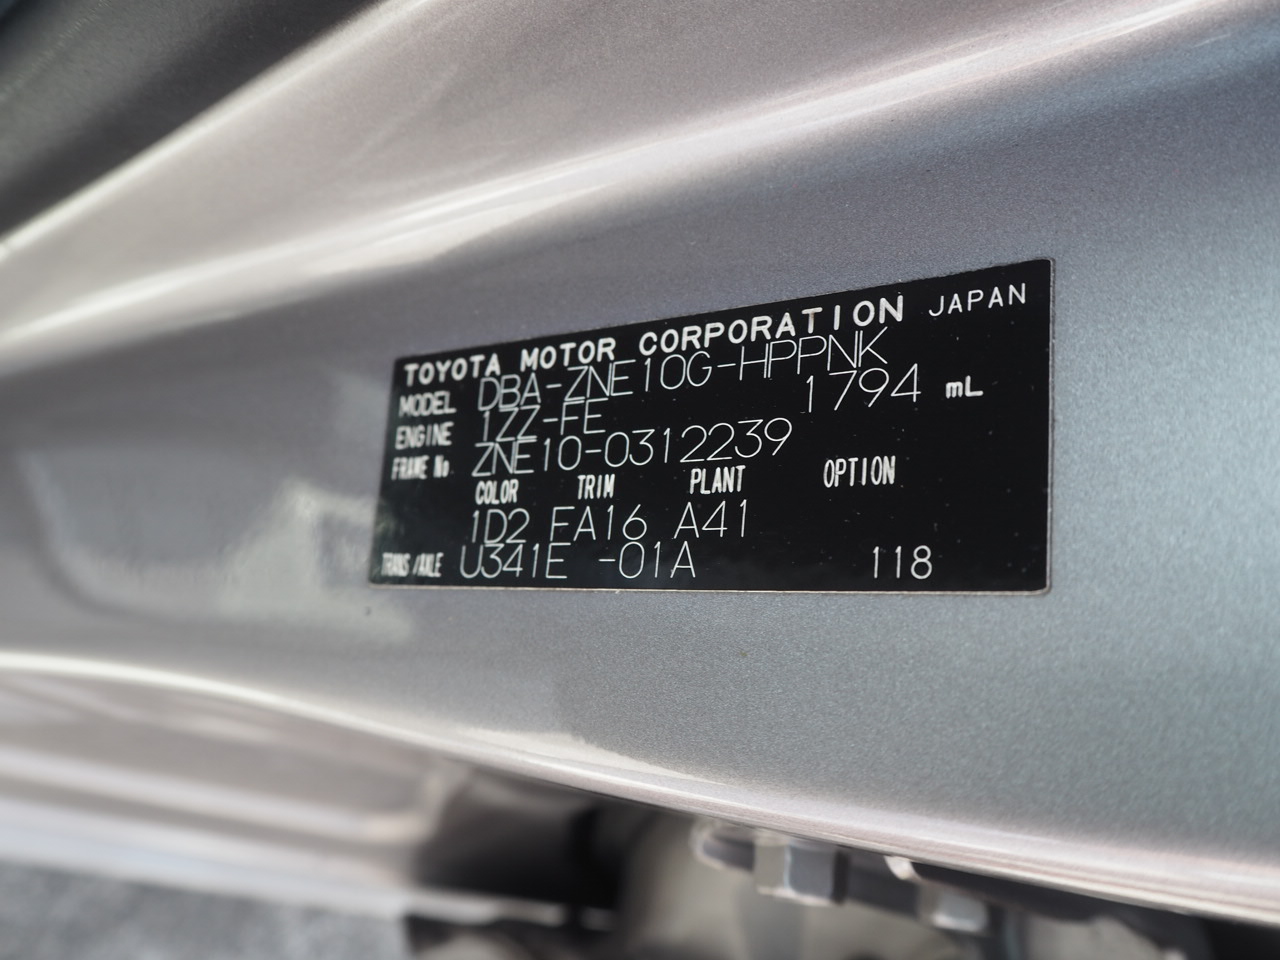 TOYOTA MOTOR CORPORATION JAPAN
MODEL DBA-ZNE10G-HPPNK
ENGINE 1ZZ-FE 1794 mL
FRAME No. ZNE10-0312239
COLOR TRIM PLANT OPTION
1D2 FA16 A41
TRANS/AXLE U341E -01A 118